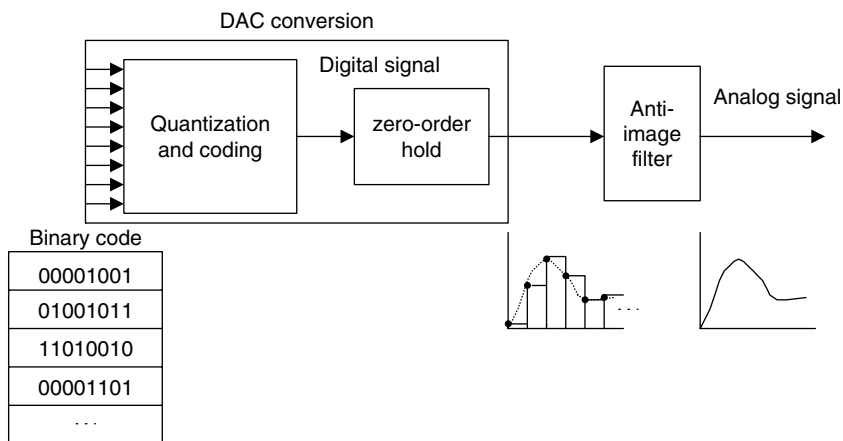 DAC conversion
Digital signal
Quantization
and coding
zero-order
hold
Anti-
image
filter
Analog signal
Binary code
00001001
01001011
11010010
00001101
. . .
. . .